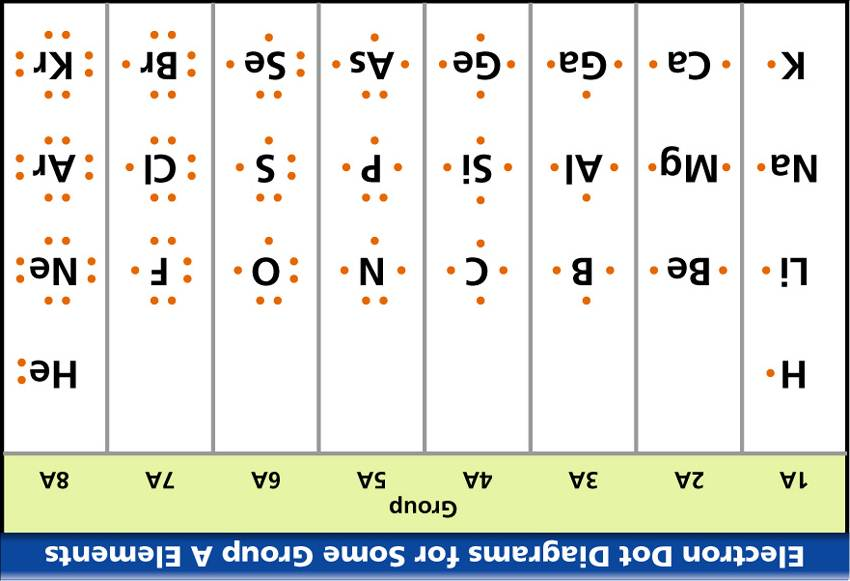 Electron Dot Diagrams for Some Group A Elements
Group
1A 2A 3A 4A 5A 6A 7A 8A
H He
Li Be B C N O F Ne
Na Mg Al Si P S Cl Ar
K Ca Ga Ge As Se Br Kr